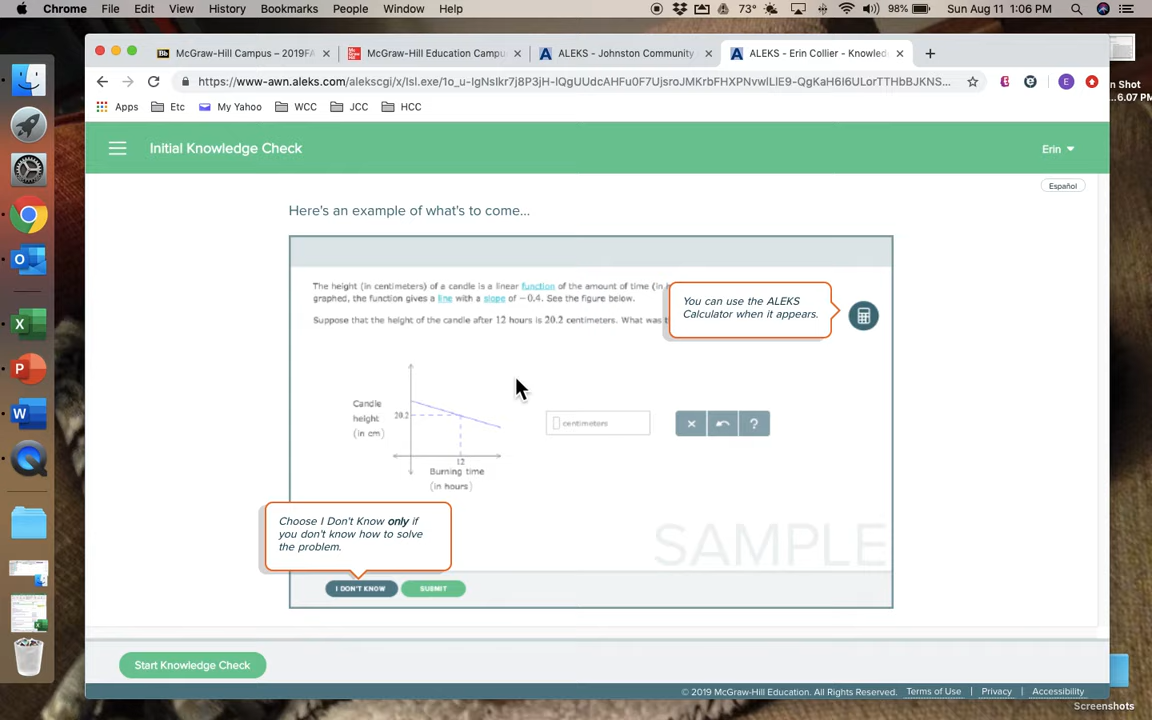 Chrome File Edit View History Bookmarks People Window Help 73° 98% Sun Aug 11 1:06 PM
McGraw-Hill Campus – 2019FA × McGraw-Hill Education Campu × ALEKS - Johnston Community × ALEKS - Erin Collier - Knowled × +
n Shot
...6.07 PM
Apps Etc My Yahoo WCC JCC HCC
Initial Knowledge Check
Erin
Español
Here's an example of what's to come...
The height (in centimeters) of a candle is a linear function of the amount of time (in
graphed, the function gives a line with a slope of −0.4. See the figure below.
Suppose that the height of the candle after 12 hours is 20.2 centimeters. What was
You can use the ALEKS
Calculator when it appears.
Candle
height
(in cm)
20.2
12
Burning time
(in hours)
centimeters
× ?
Choose I Don't Know only if
you don't know how to solve
the problem.
SAMPLE
I DON'T KNOW SUBMIT
Start Knowledge Check
© 2019 McGraw-Hill Education. All Rights Reserved. Terms of Use | Privacy | Accessibility
Screenshots